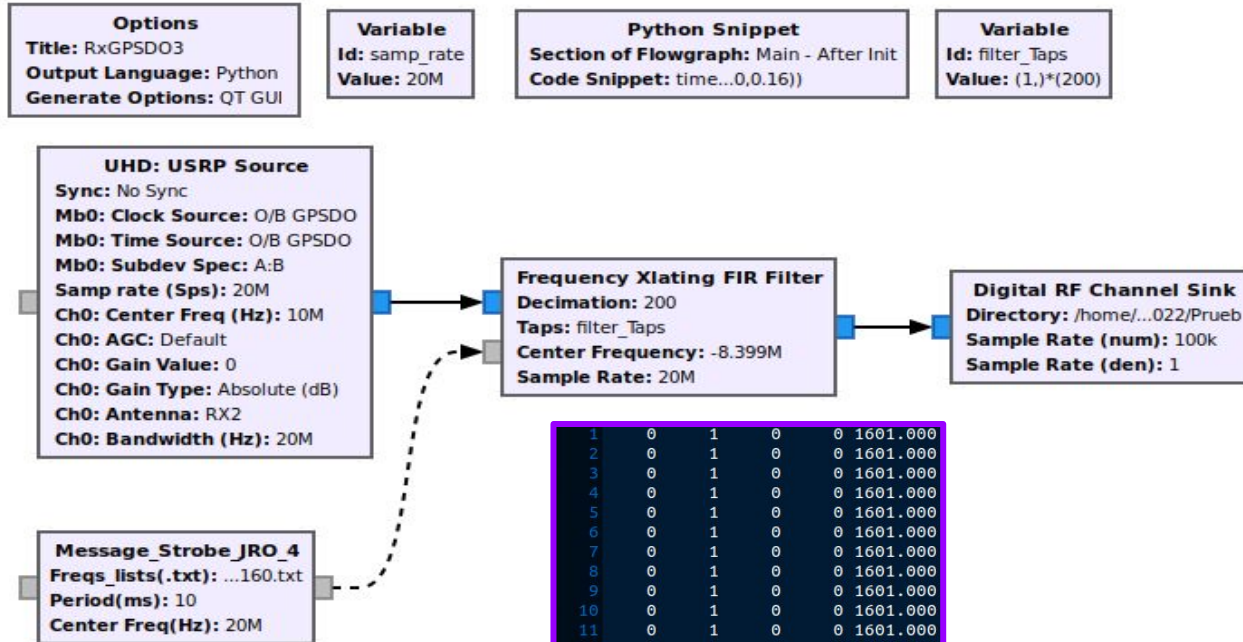 Options
Title: RxGPSDO3
Output Language: Python
Generate Options: QT GUI
Variable
Id: samp_rate
Value: 20M
Python Snippet
Section of Flowgraph: Main - After Init
Code Snippet: time...0,0.16))
Variable
Id: filter_Taps
Value: (1,)*(200)
UHD: USRP Source
Sync: No Sync
Mb0: Clock Source: O/B GPSDO
Mb0: Time Source: O/B GPSDO
Mb0: Subdev Spec: A:B
Samp rate (Sps): 20M
Ch0: Center Freq (Hz): 10M
Ch0: AGC: Default
Ch0: Gain Value: 0
Ch0: Gain Type: Absolute (dB)
Ch0: Antenna: RX2
Ch0: Bandwidth (Hz): 20M
Frequency Xlating FIR Filter
Decimation: 200
Taps: filter_Taps
Center Frequency: -8.399M
Sample Rate: 20M
Digital RF Channel Sink
Directory: /home/...022/Prueb
Sample Rate (num): 100k
Sample Rate (den): 1
Message_Strobe_JRO_4
Freqs_lists(.txt): ...160.txt
Period(ms): 10
Center Freq(Hz): 20M
1 0 1 0 0 1601.000
2 0 1 0 0 1601.000
3 0 1 0 0 1601.000
4 0 1 0 0 1601.000
5 0 1 0 0 1601.000
6 0 1 0 0 1601.000
7 0 1 0 0 1601.000
8 0 1 0 0 1601.000
9 0 1 0 0 1601.000
10 0 1 0 0 1601.000
11 0 1 0 0 1601.000